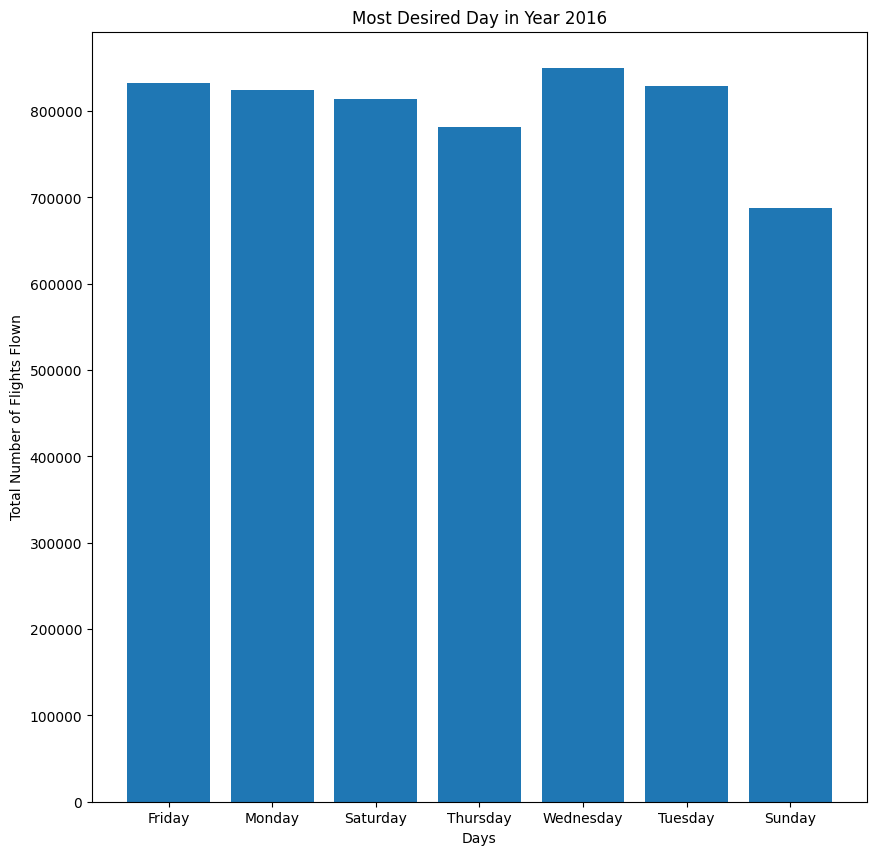 Most Desired Day in Year 2016
Total Number of Flights Flown
800000
700000
600000
500000
400000
300000
200000
100000
0
Friday Monday Saturday Thursday Wednesday Tuesday Sunday
Days